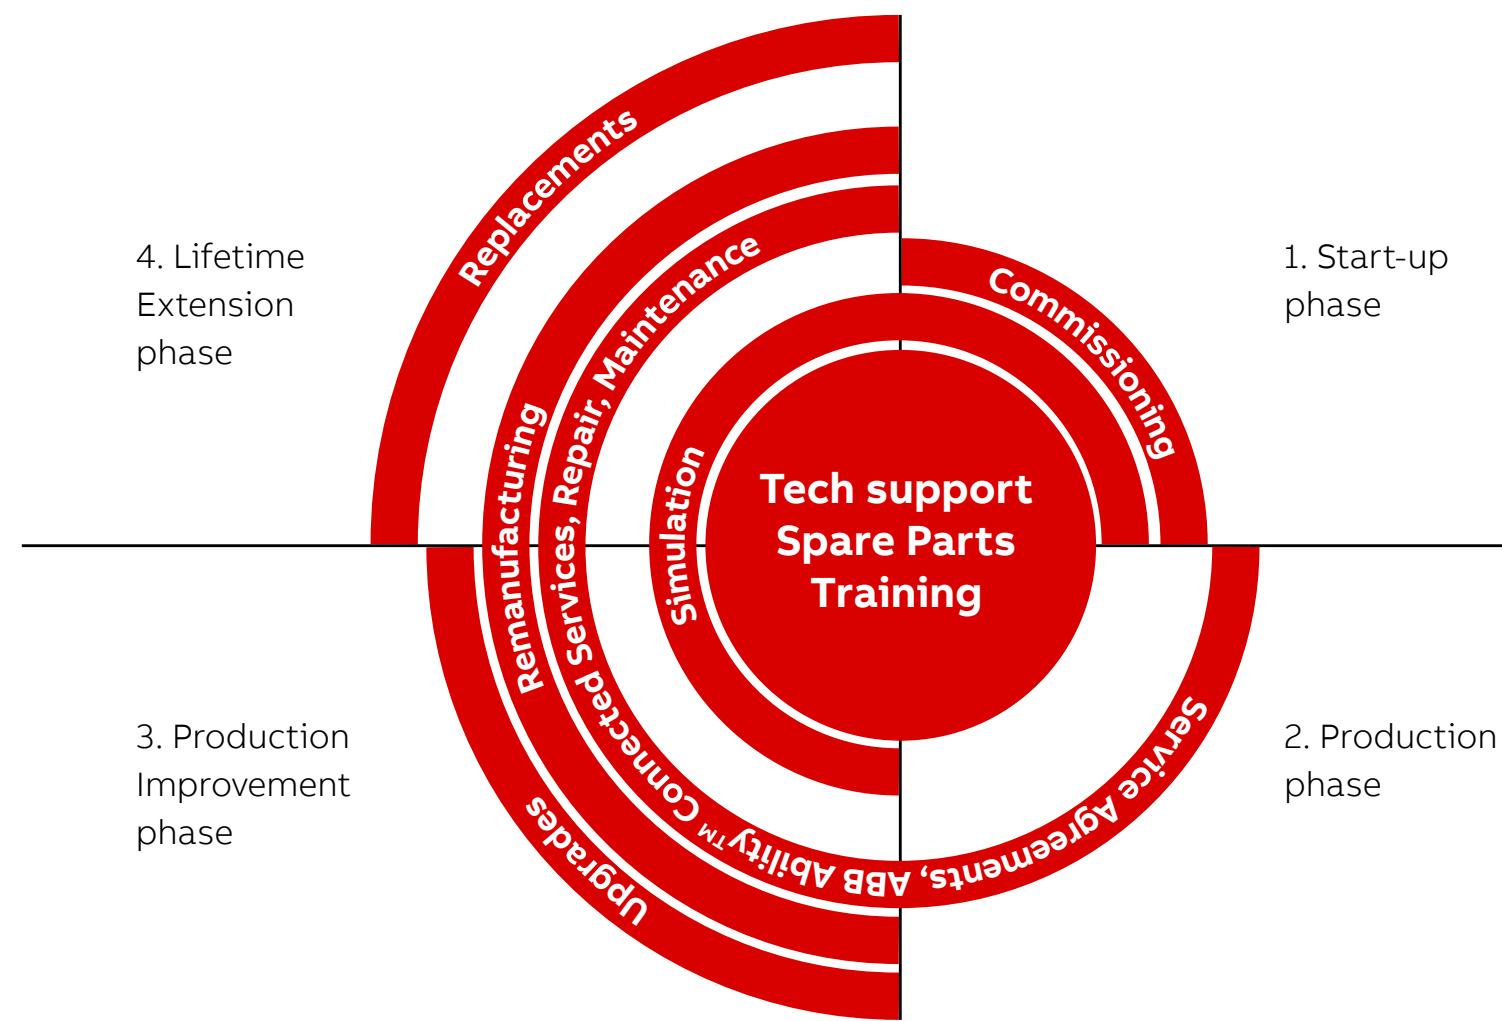 Replacements
Remanufacturing
Service Agreements, ABB Ability™ Connected Services, Repair, Maintenance
Simulation
Commissioning
Upgrades
Tech support
Spare Parts
Training
1. Start-up
phase
2. Production
phase
3. Production
Improvement
phase
4. Lifetime
Extension
phase